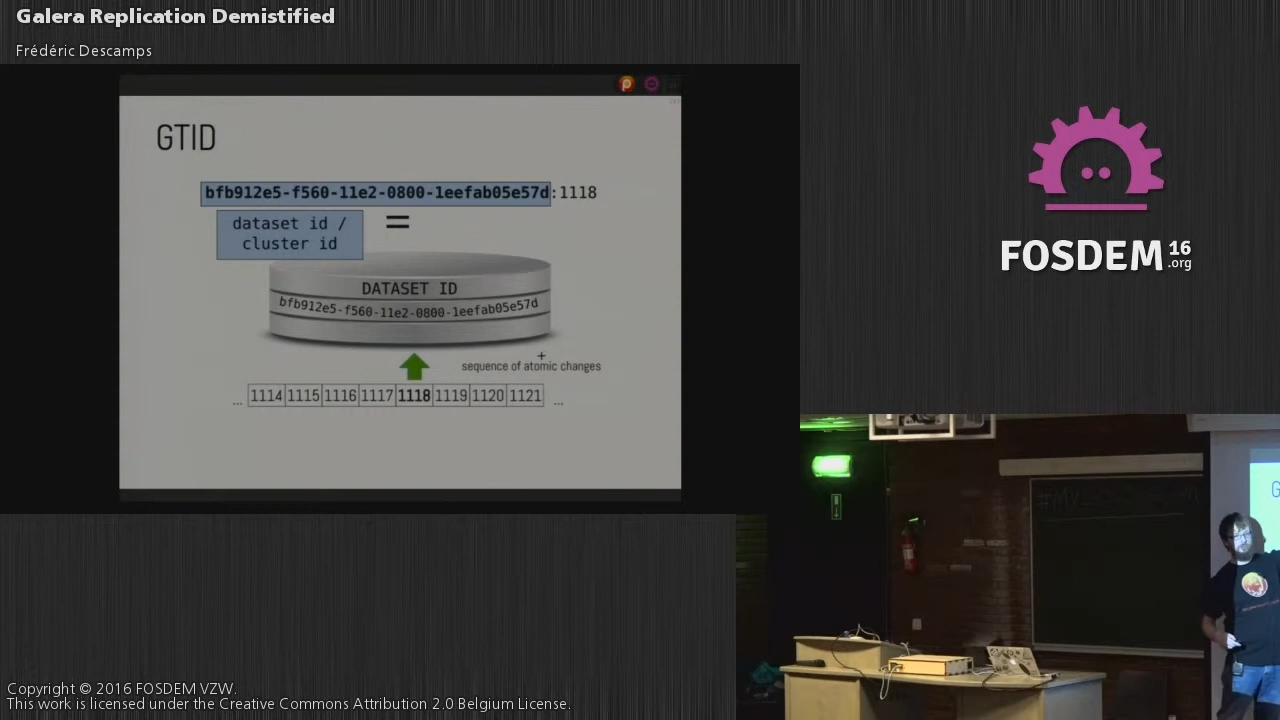 Galera Replication Demistified
Frédéric Descamps
GTID
bfb912e5-f560-11e2-0800-1eefab05e57d:1118
dataset id /
cluster id
=
DATASET ID
bfb912e5-f560-11e2-0800-1eefab05e57d
+
sequence of atomic changes
... 1114 1115 1116 1117 1118 1119 1120 1121 ...
FOSDEM 16
.org
Copyright © 2016 FOSDEM VZW.
This work is licensed under the Creative Commons Attribution 2.0 Belgium License.